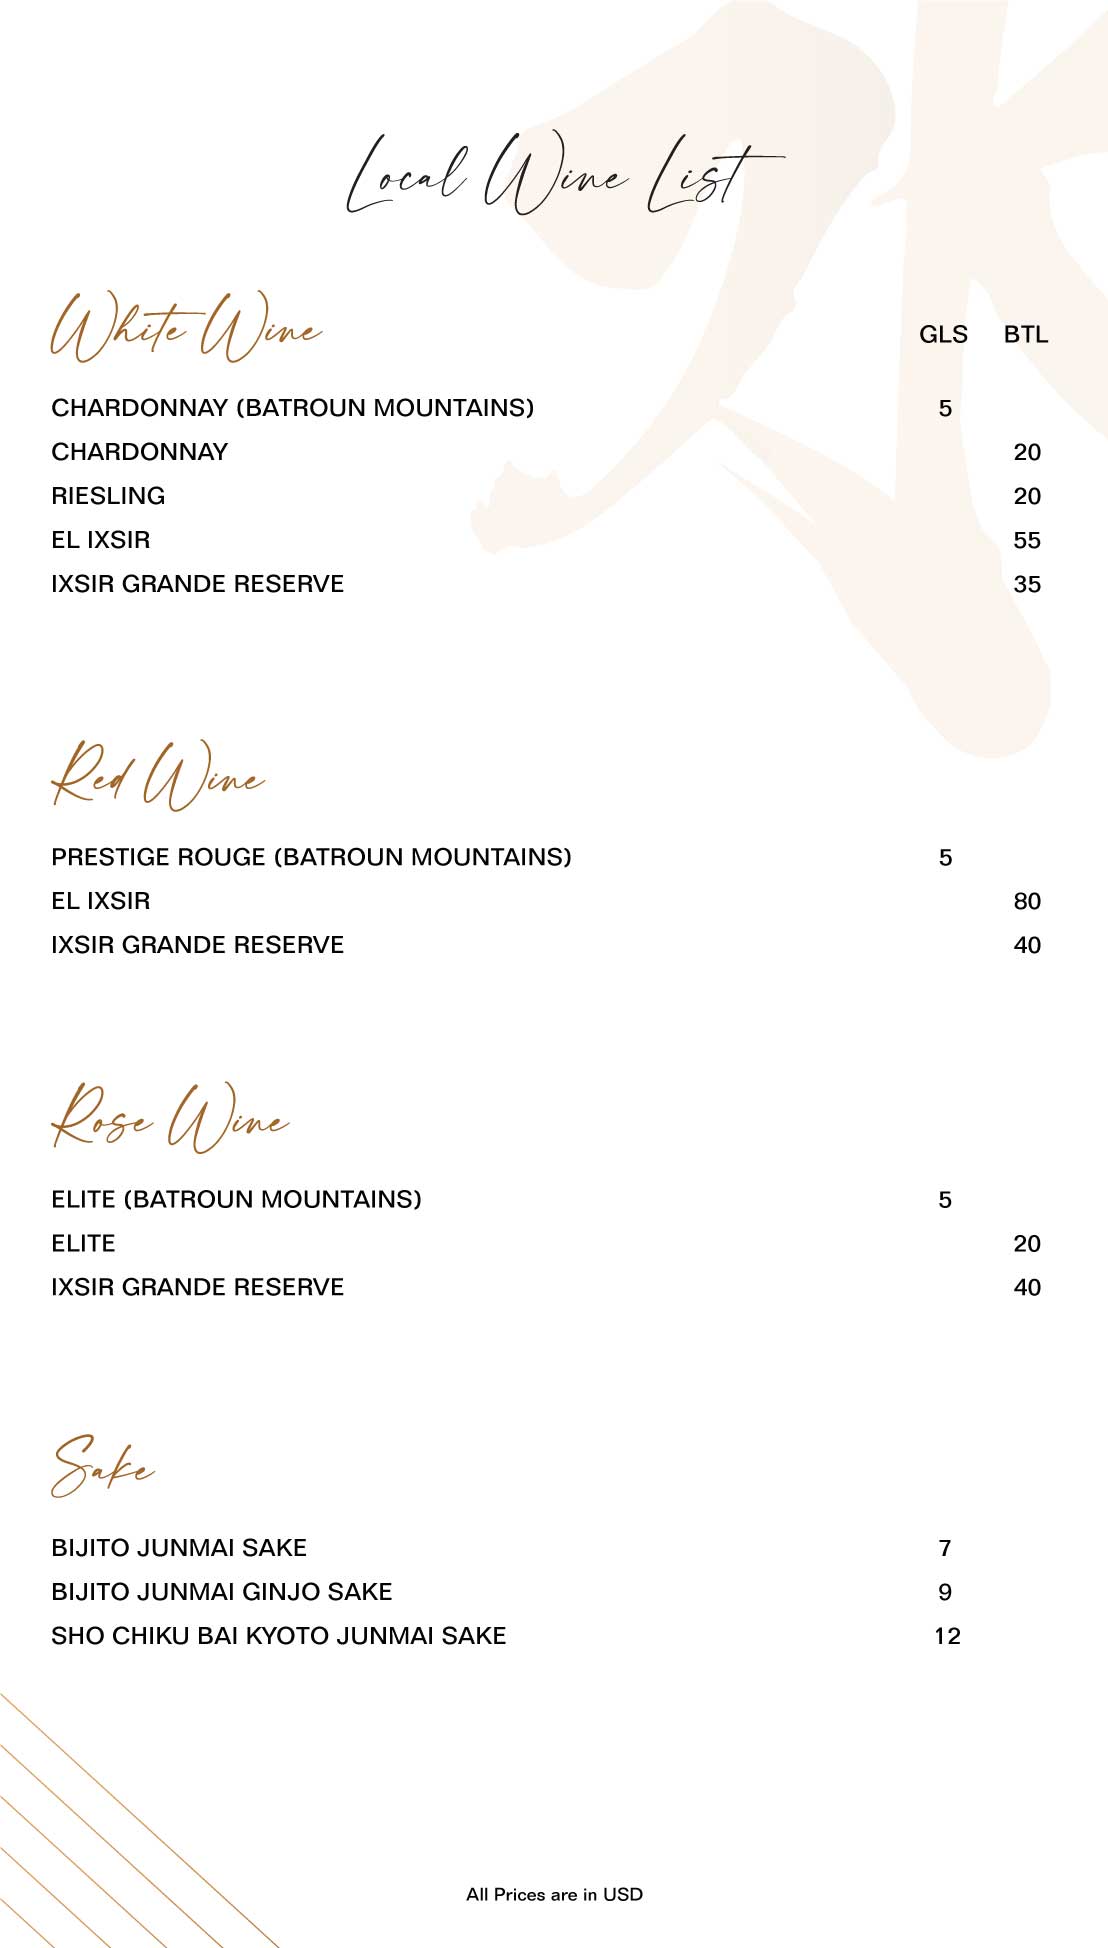 Local Wine List
White Wine GLS BTL
CHARDONNAY (BATROUN MOUNTAINS) 5
CHARDONNAY 20
RIESLING 20
EL IXSIR 55
IXSIR GRANDE RESERVE 35
Red Wine
PRESTIGE ROUGE (BATROUN MOUNTAINS) 5
EL IXSIR 80
IXSIR GRANDE RESERVE 40
Rose Wine
ELITE (BATROUN MOUNTAINS) 5
ELITE 20
IXSIR GRANDE RESERVE 40
Sake
BIJITO JUNMAI SAKE 7
BIJITO JUNMAI GINJO SAKE 9
SHO CHIKU BAI KYOTO JUNMAI SAKE 12
All Prices are in USD